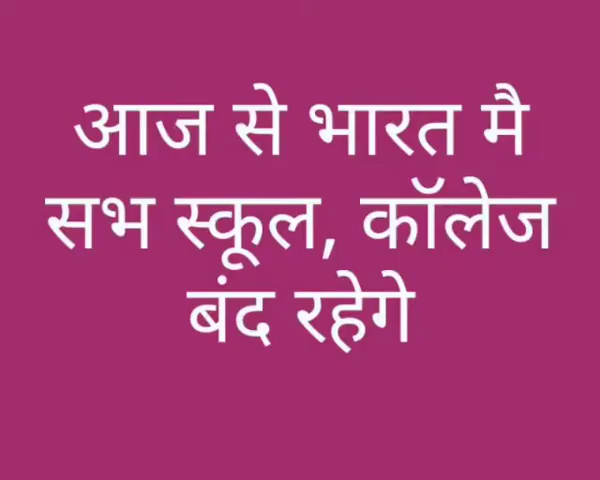 आज से भारत मै
सभ स्कूल, कॉलेज
बंद रहेगे